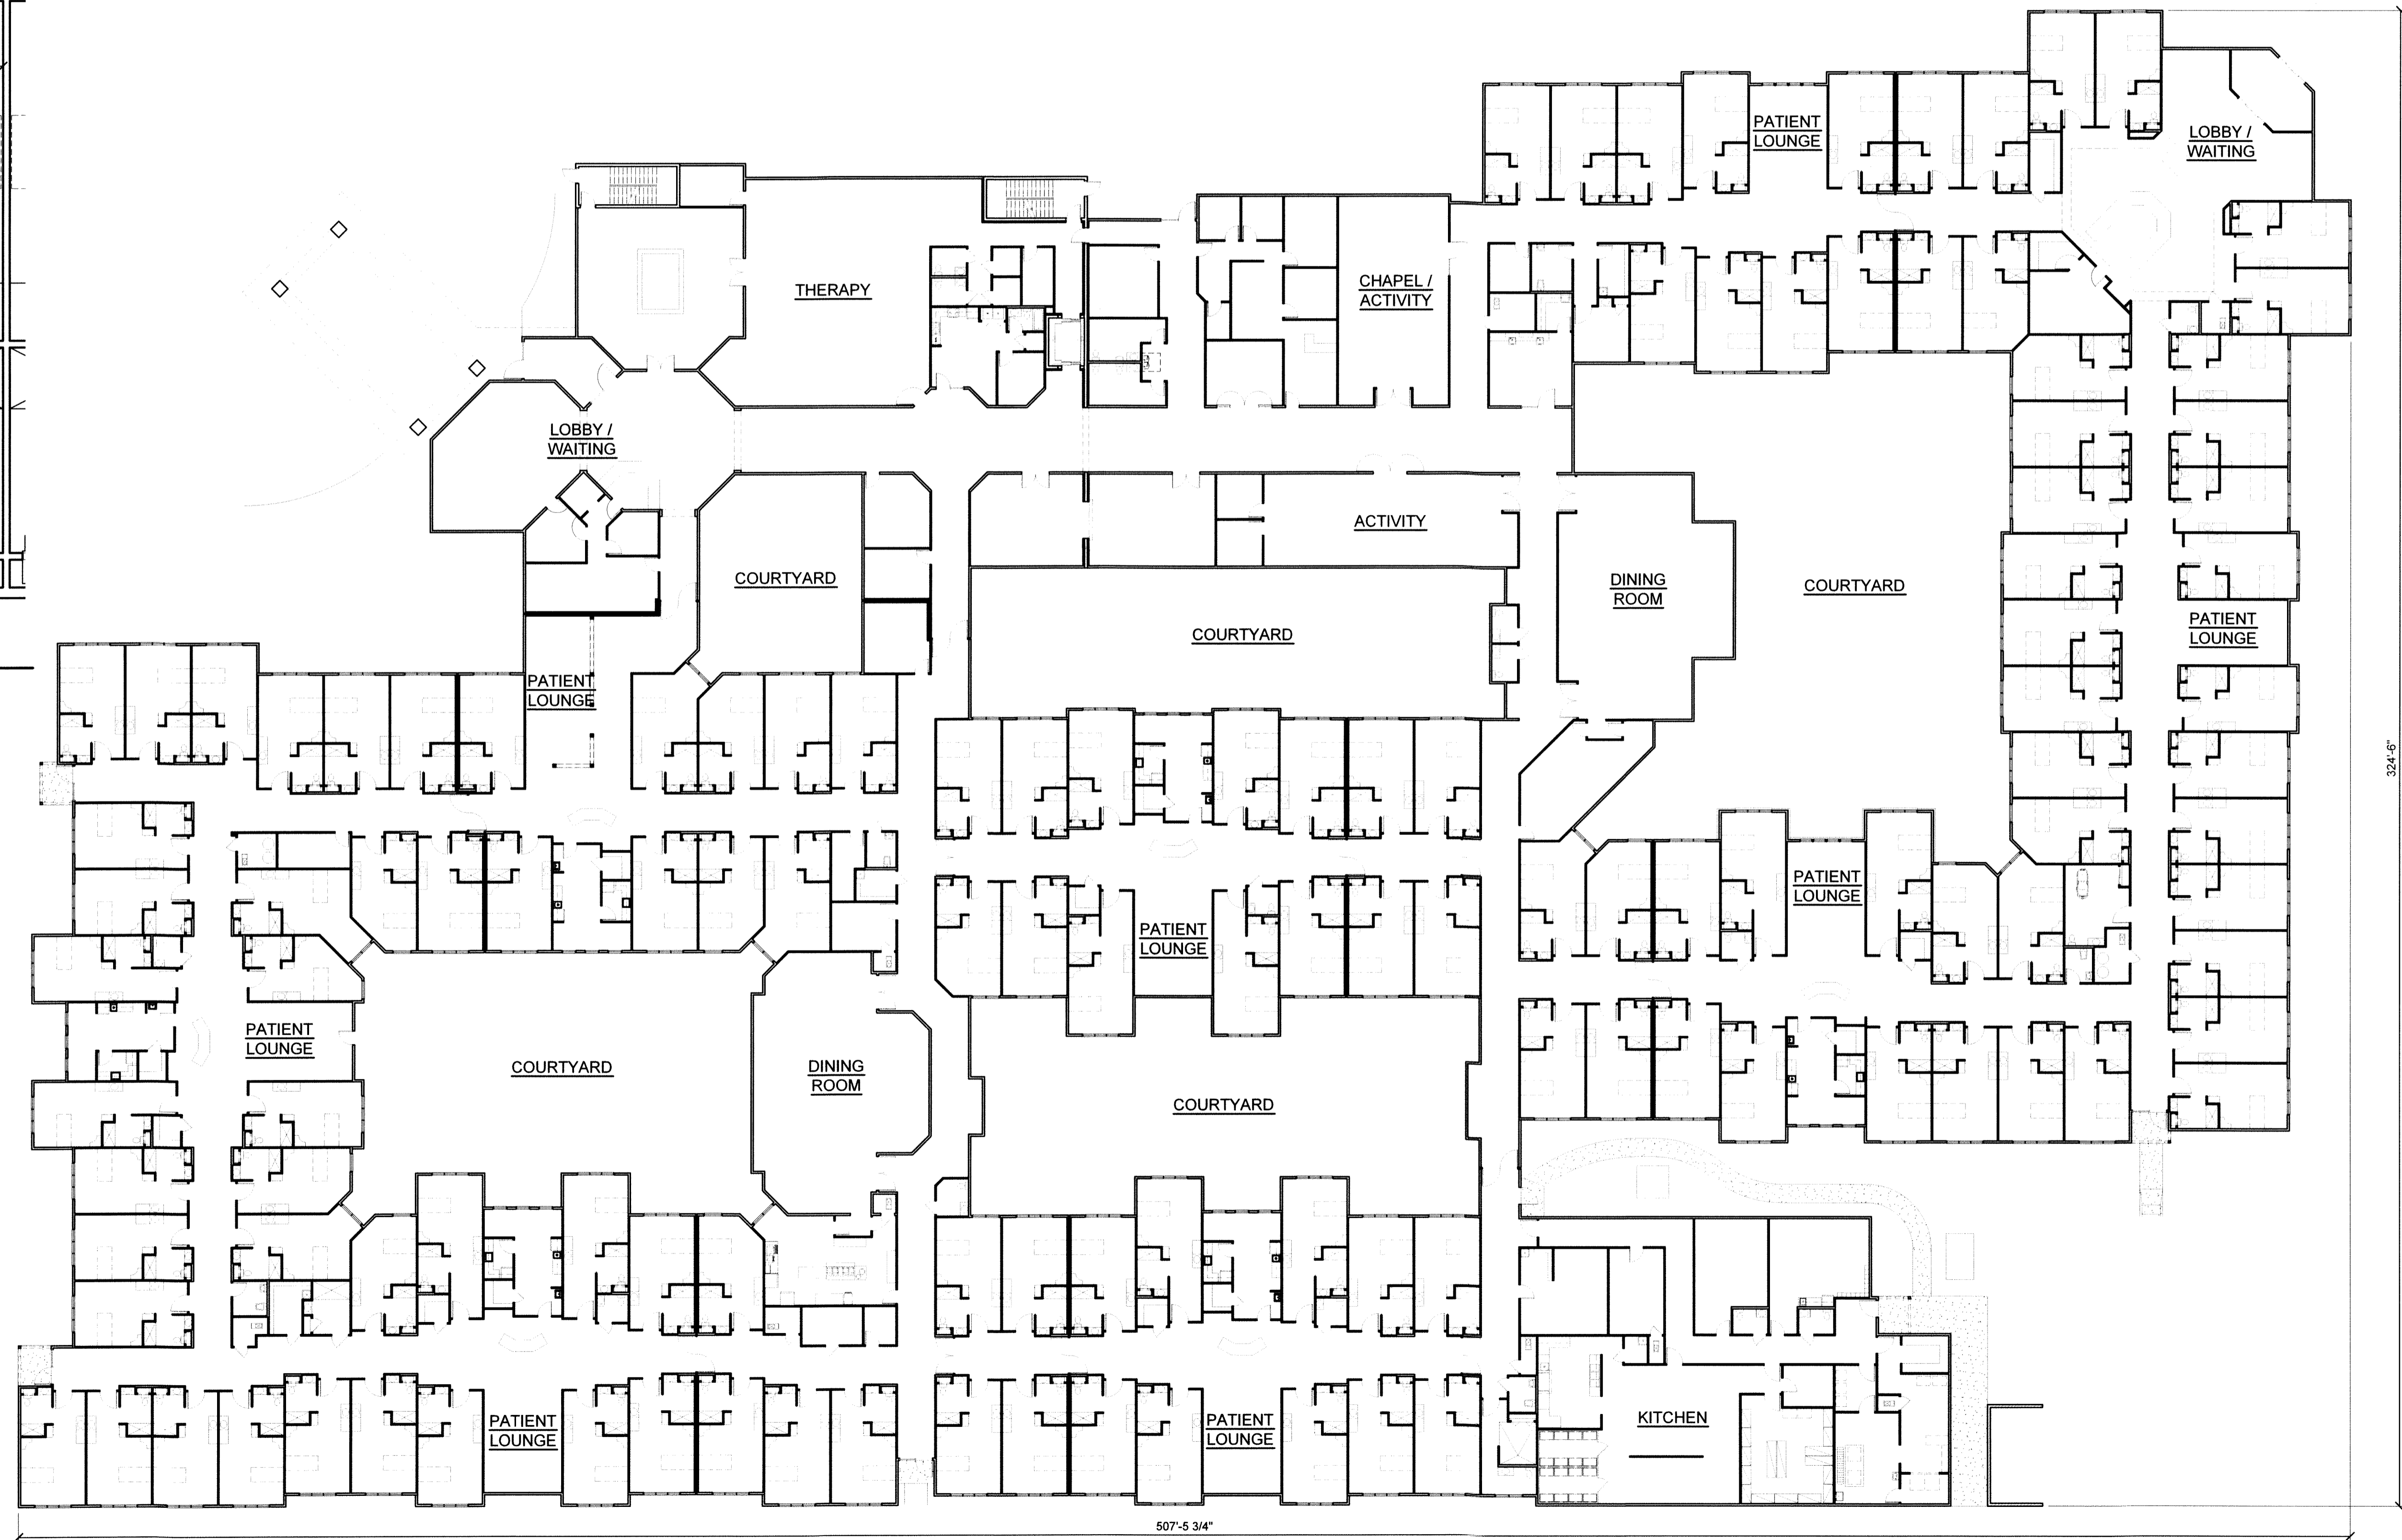 PATIENT
LOUNGE
LOBBY /
WAITING
THERAPY
CHAPEL /
ACTIVITY
LOBBY /
WAITING
ACTIVITY
COURTYARD
DINING
ROOM
COURTYARD
COURTYARD
PATIENT
LOUNGE
PATIENT
LOUNGE
324'-6"
PATIENT
LOUNGE
PATIENT
LOUNGE
PATIENT
LOUNGE
COURTYARD
DINING
ROOM
COURTYARD
PATIENT
LOUNGE
PATIENT
LOUNGE
KITCHEN
507'-5 3/4"